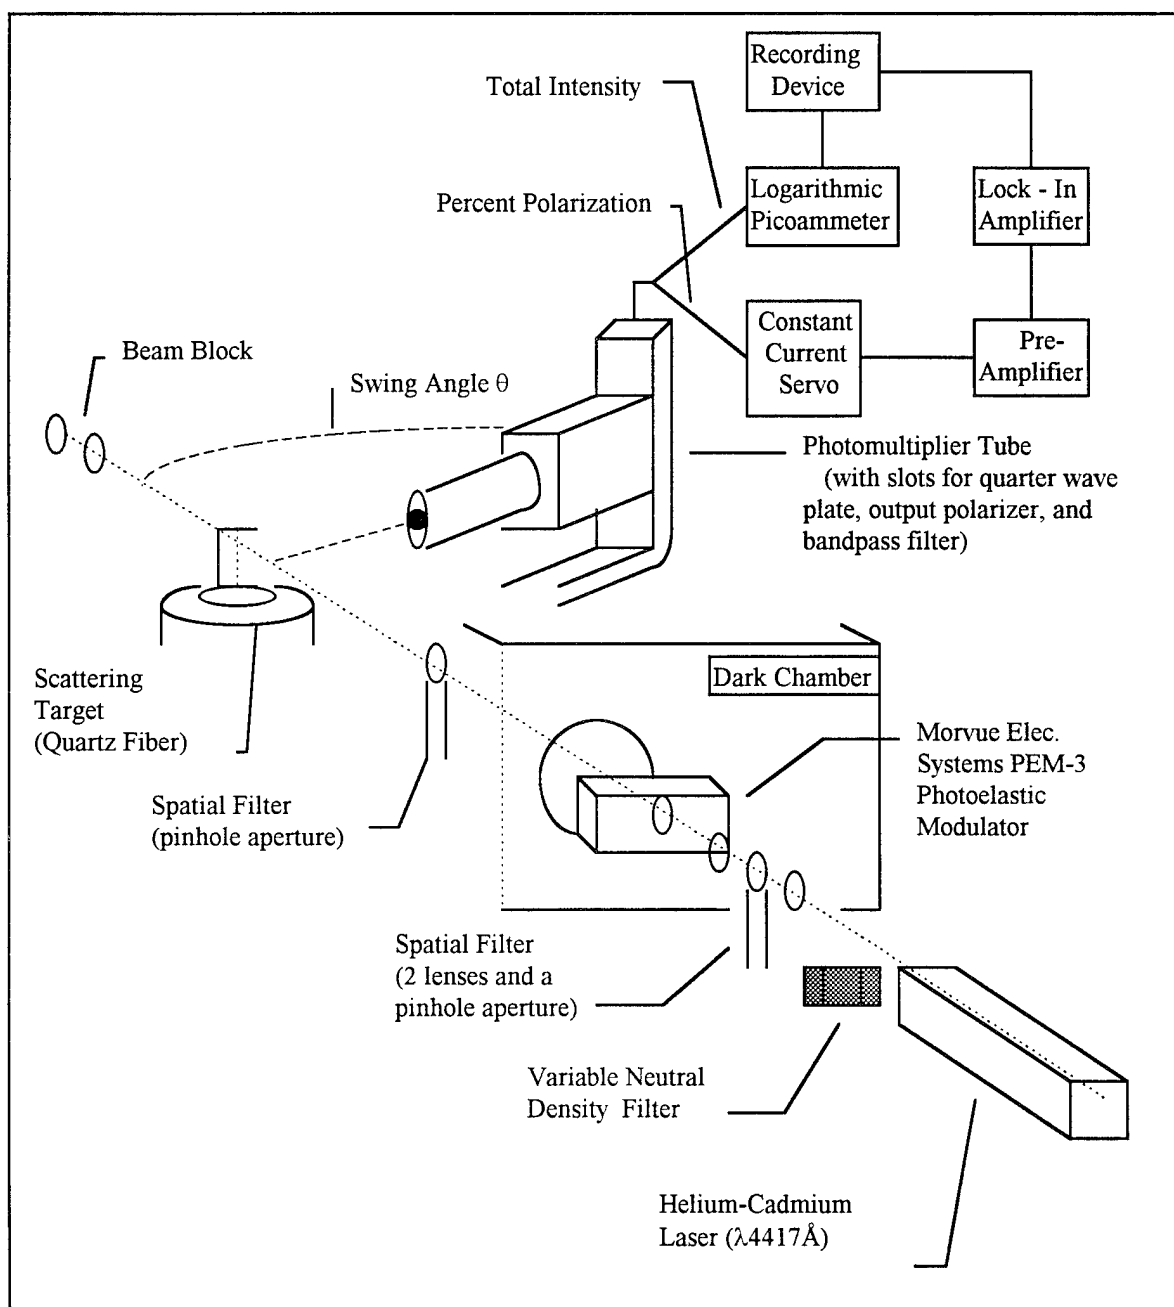 Recording
Device
Total Intensity
Logarithmic
Picoammeter
Lock - In
Amplifier
Percent Polarization
Constant
Current
Servo
Pre-
Amplifier
Beam Block
Swing Angle θ
Photomultiplier Tube
(with slots for quarter wave
plate, output polarizer, and
bandpass filter)
Scattering
Target
(Quartz Fiber)
Dark Chamber
Spatial Filter
(pinhole aperture)
Morvue Elec.
Systems PEM-3
Photoelastic
Modulator
Spatial Filter
(2 lenses and a
pinhole aperture)
Variable Neutral
Density Filter
Helium-Cadmium
Laser (λ4417Å)